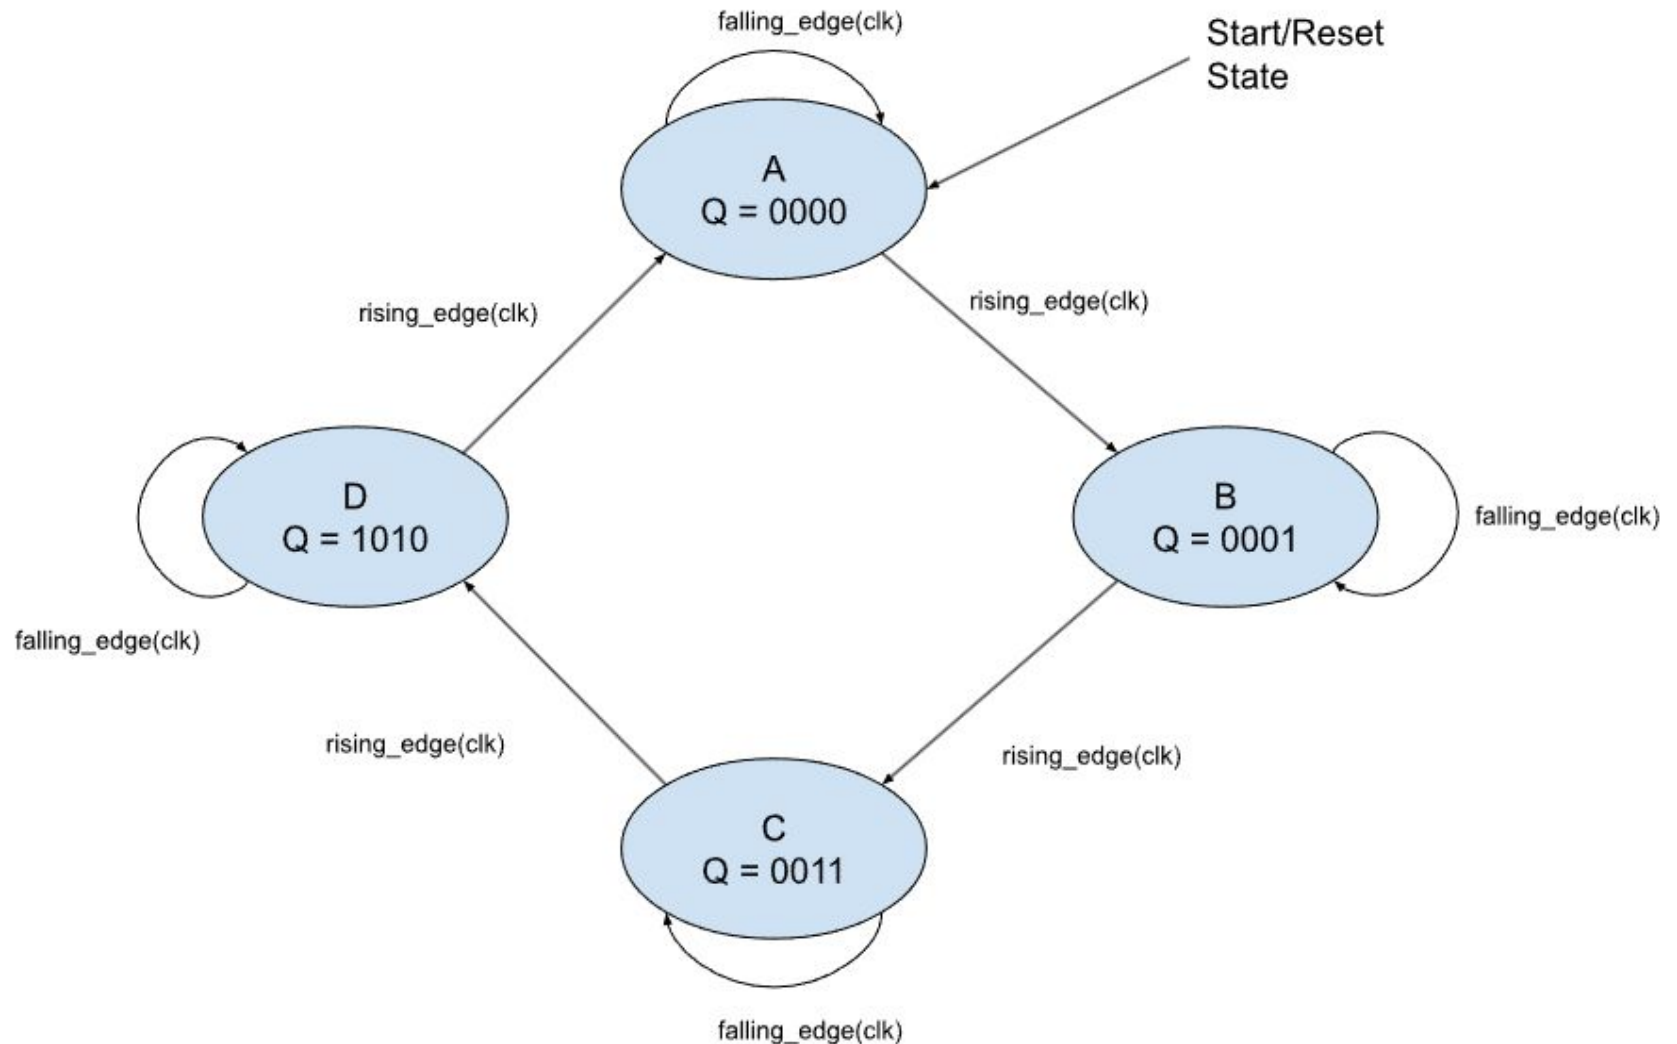 falling_edge(clk)
Start/Reset
State
A
Q = 0000
rising_edge(clk)
rising_edge(clk)
D
Q = 1010
B
Q = 0001
falling_edge(clk)
falling_edge(clk)
rising_edge(clk)
rising_edge(clk)
C
Q = 0011
falling_edge(clk)